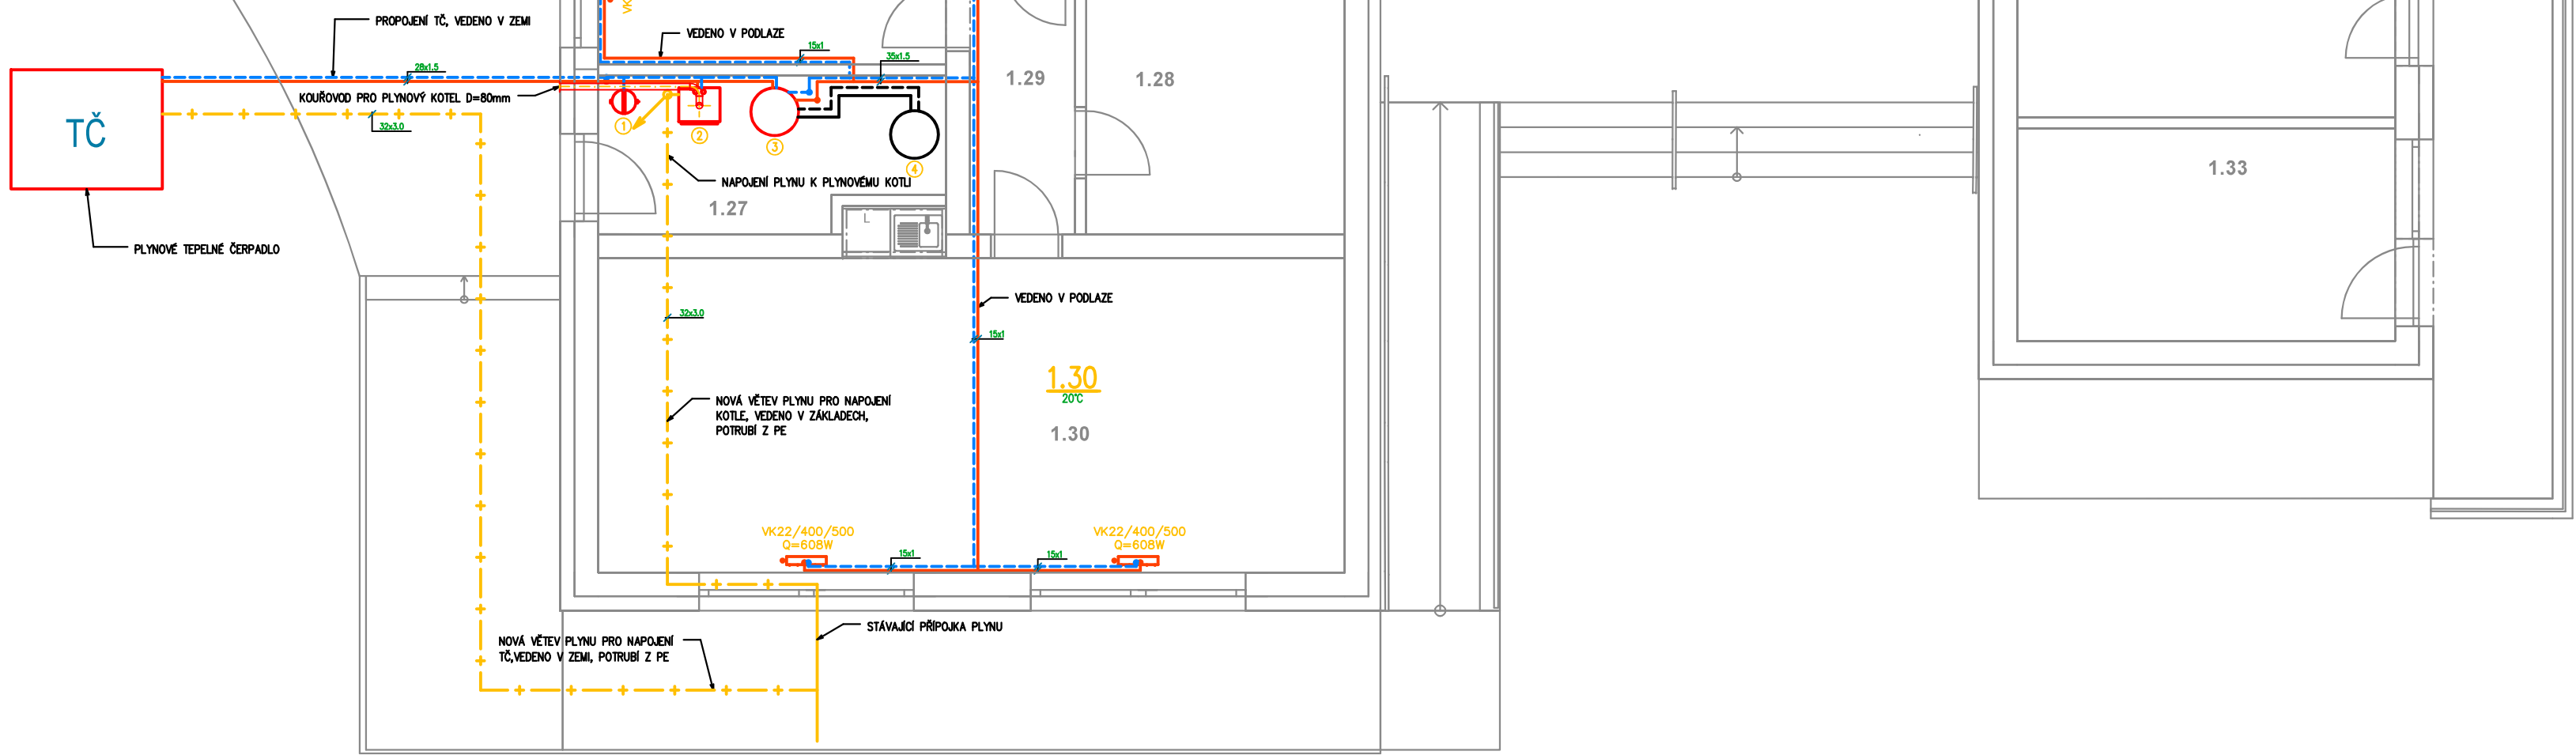 PROPOJENÍ TČ, VEDENO V ZEMI
VEDENO V PODLAZE
15x1
35x1.5
28x1.5
KOUŘOVOD PRO PLYNOVÝ KOTEL D=80mm
TČ
32x3.0
1
2
3
4
1.29
1.28
1.33
NAPOJENÍ PLYNU K PLYNOVÉMU KOTLI
1.27
L
PLYNOVÉ TEPELNÉ ČERPADLO
VEDENO V PODLAZE
32x3.0
15x1
1.30
20°C
NOVÁ VĚTEV PLYNU PRO NAPOJENÍ
KOTLE, VEDENO V ZÁKLADECH,
POTRUBÍ Z PE
1.30
VK22/400/500
Q=608W
VK22/400/500
Q=608W
15x1
15x1
STÁVAJÍCÍ PŘÍPOJKA PLYNU
NOVÁ VĚTEV PLYNU PRO NAPOJENÍ
TČ,VEDENO V ZEMI, POTRUBÍ Z PE